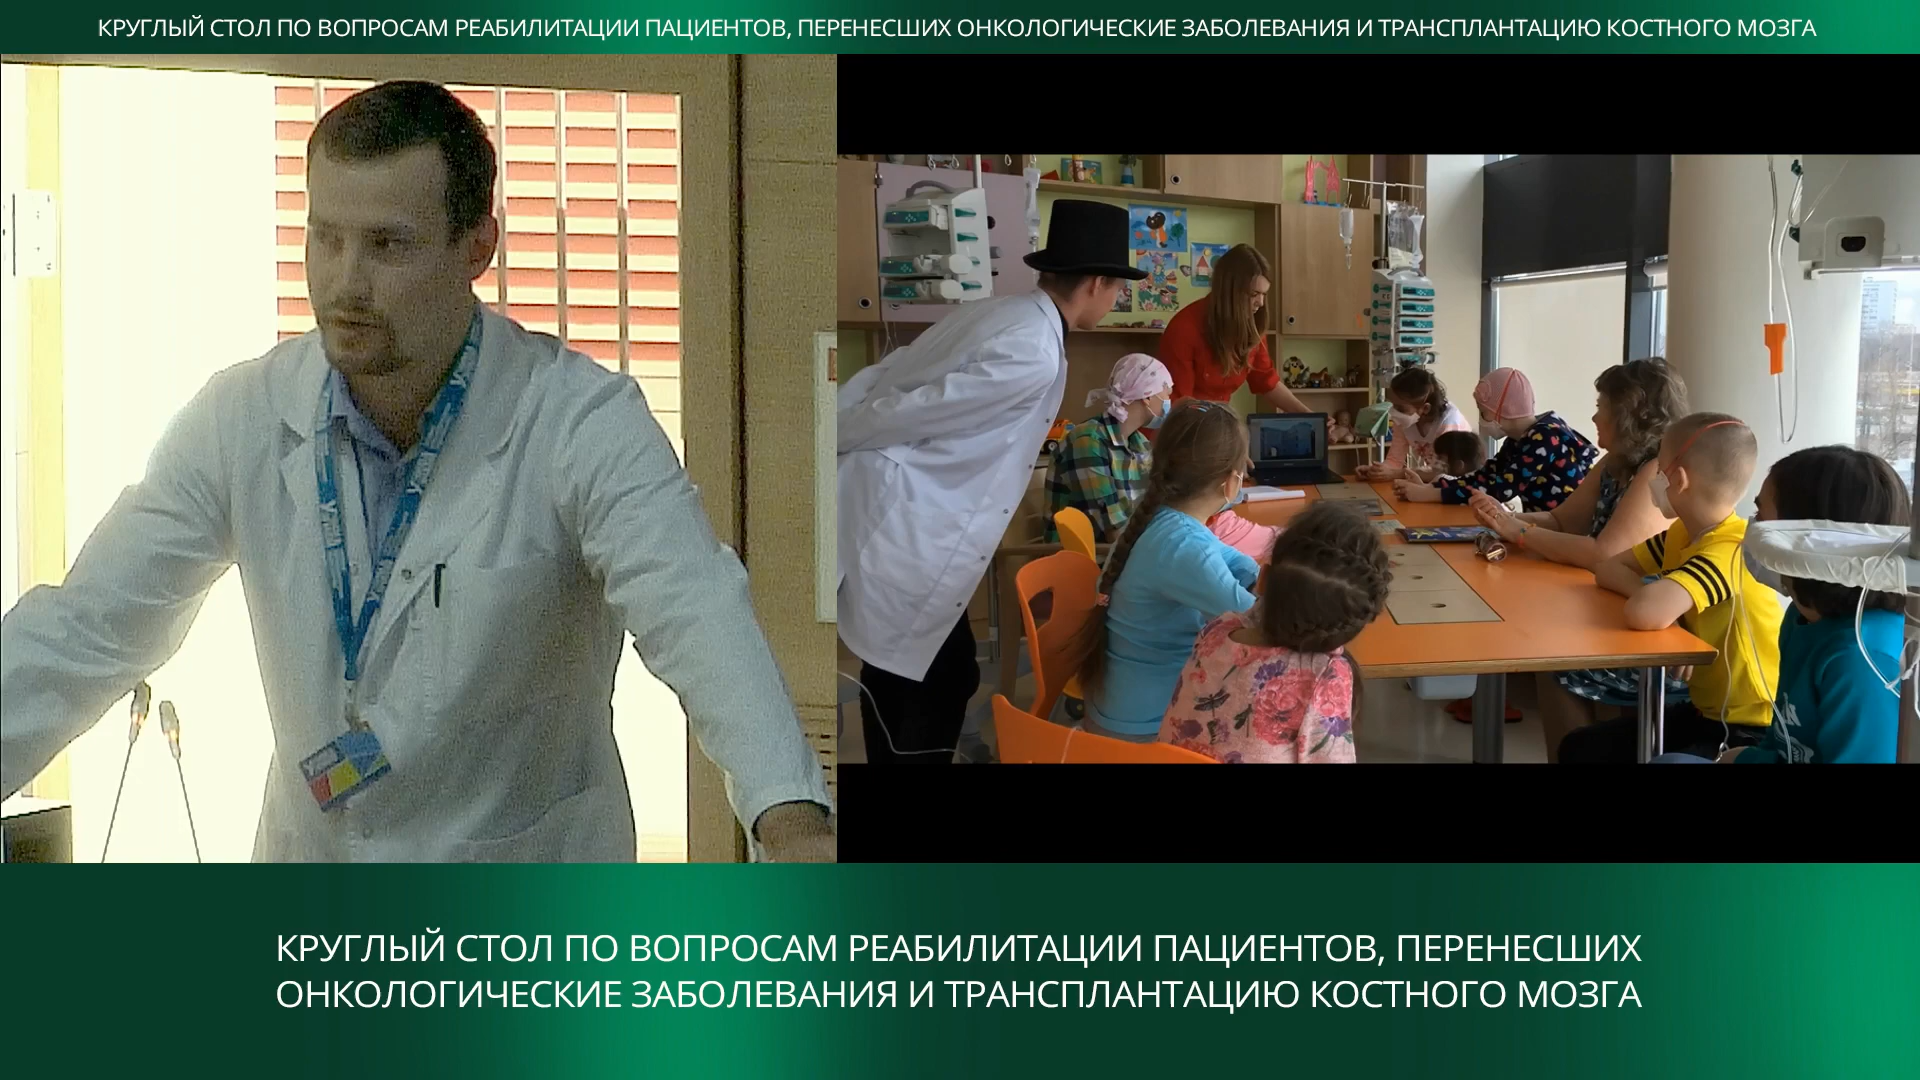 КРУГЛЫЙ СТОЛ ПО ВОПРОСАМ РЕАБИЛИТАЦИИ ПАЦИЕНТОВ, ПЕРЕНЕСШИХ ОНКОЛОГИЧЕСКИЕ ЗАБОЛЕВАНИЯ И ТРАНСПЛАНТАЦИЮ КОСТНОГО МОЗГА
КРУГЛЫЙ СТОЛ ПО ВОПРОСАМ РЕАБИЛИТАЦИИ ПАЦИЕНТОВ, ПЕРЕНЕСШИХ
ОНКОЛОГИЧЕСКИЕ ЗАБОЛЕВАНИЯ И ТРАНСПЛАНТАЦИЮ КОСТНОГО МОЗГА